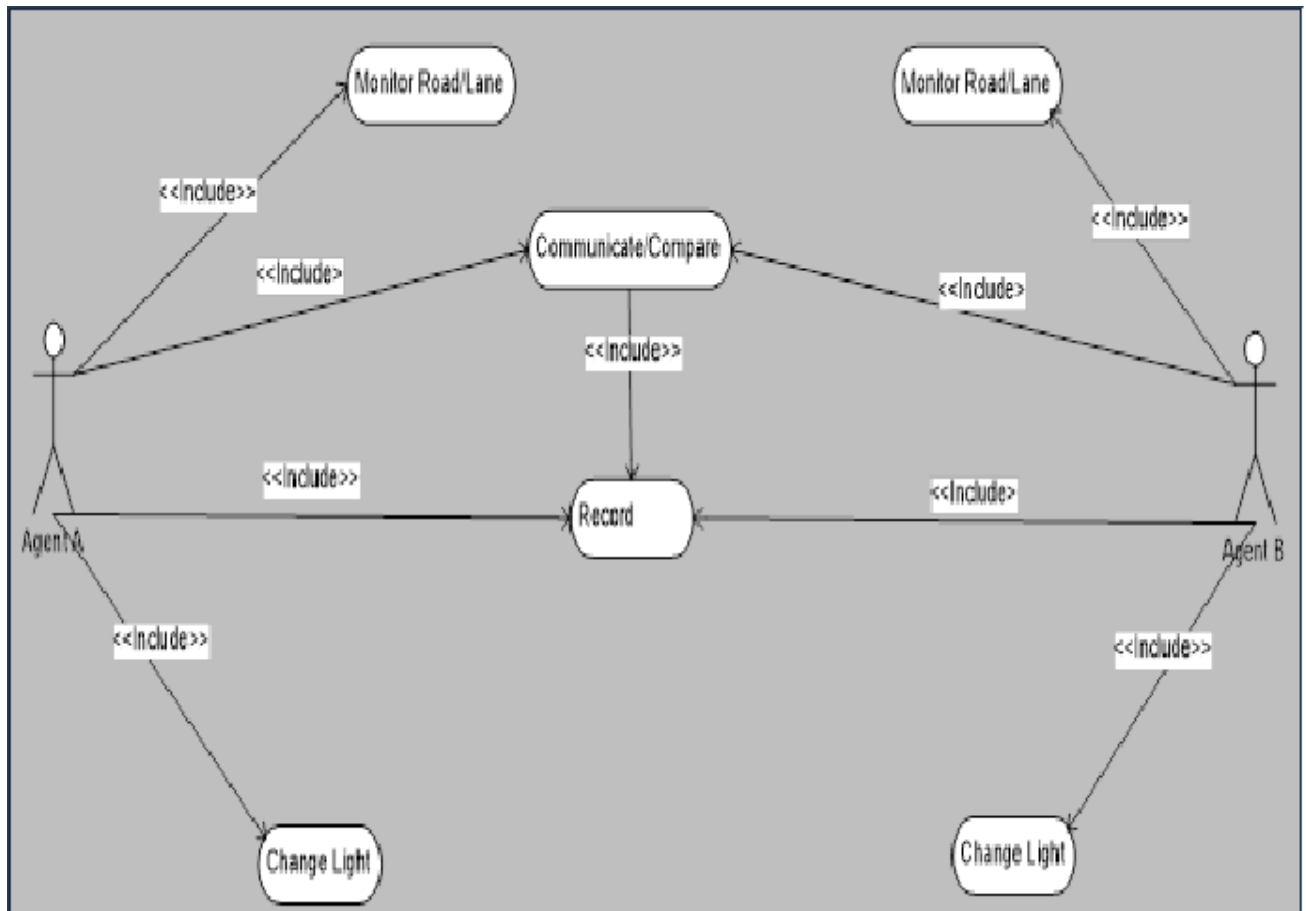 Monitor Road/Lane
Monitor Road/Lane
<<Include>>
<<Include>>
Communicate/Compare
<<Include>
<<Include>
<<Include>>
<<Include>>
<<Include>
Record
Agent A
Agent B
<<Include>>
<<Include>>
Change Light
Change Light